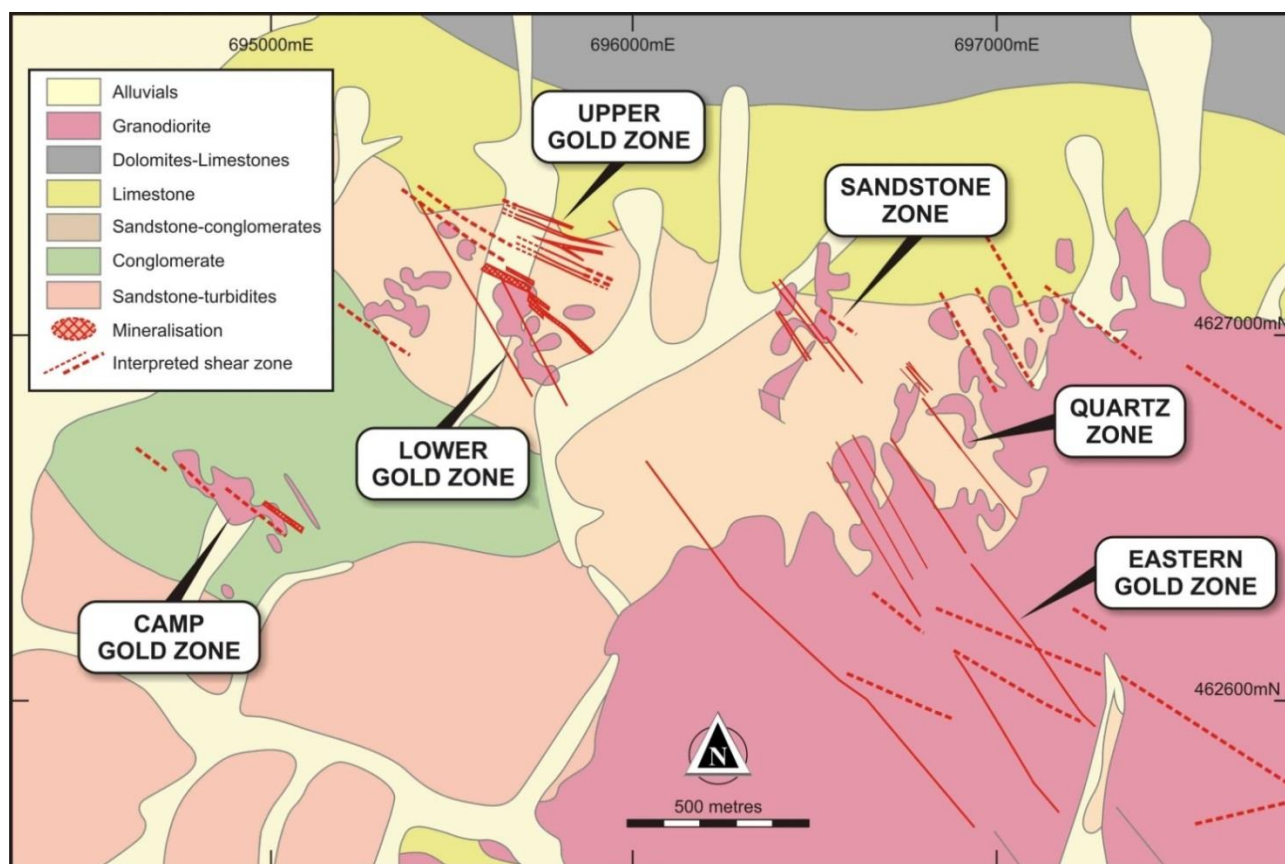 695000mE
696000mE
697000mE
Alluvials
Granodiorite
Dolomites-Limestones
Limestone
Sandstone-conglomerates
Conglomerate
Sandstone-turbidites
Mineralisation
Interpreted shear zone
UPPER
GOLD ZONE
SANDSTONE
ZONE
4627000mN
QUARTZ
ZONE
LOWER
GOLD ZONE
EASTERN
GOLD ZONE
CAMP
GOLD ZONE
462600mN
N
500 metres